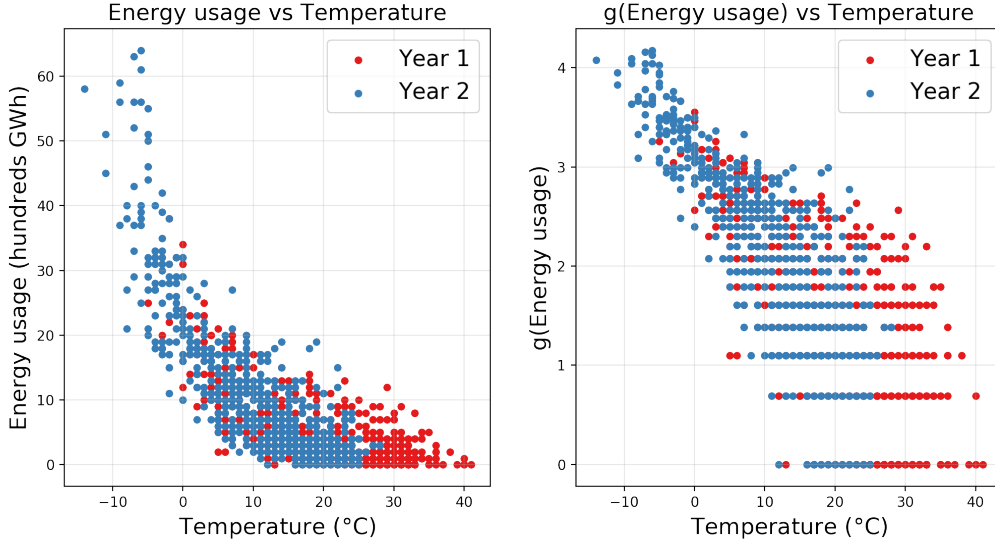 Energy usage vs Temperature
Energy usage (hundreds GWh)
60
50
40
30
20
10
0
Year 1
Year 2
−10
0
10
20
30
40
Temperature (°C)
g(Energy usage) vs Temperature
g(Energy usage)
4
3
2
1
0
Year 1
Year 2
−10
0
10
20
30
40
Temperature (°C)